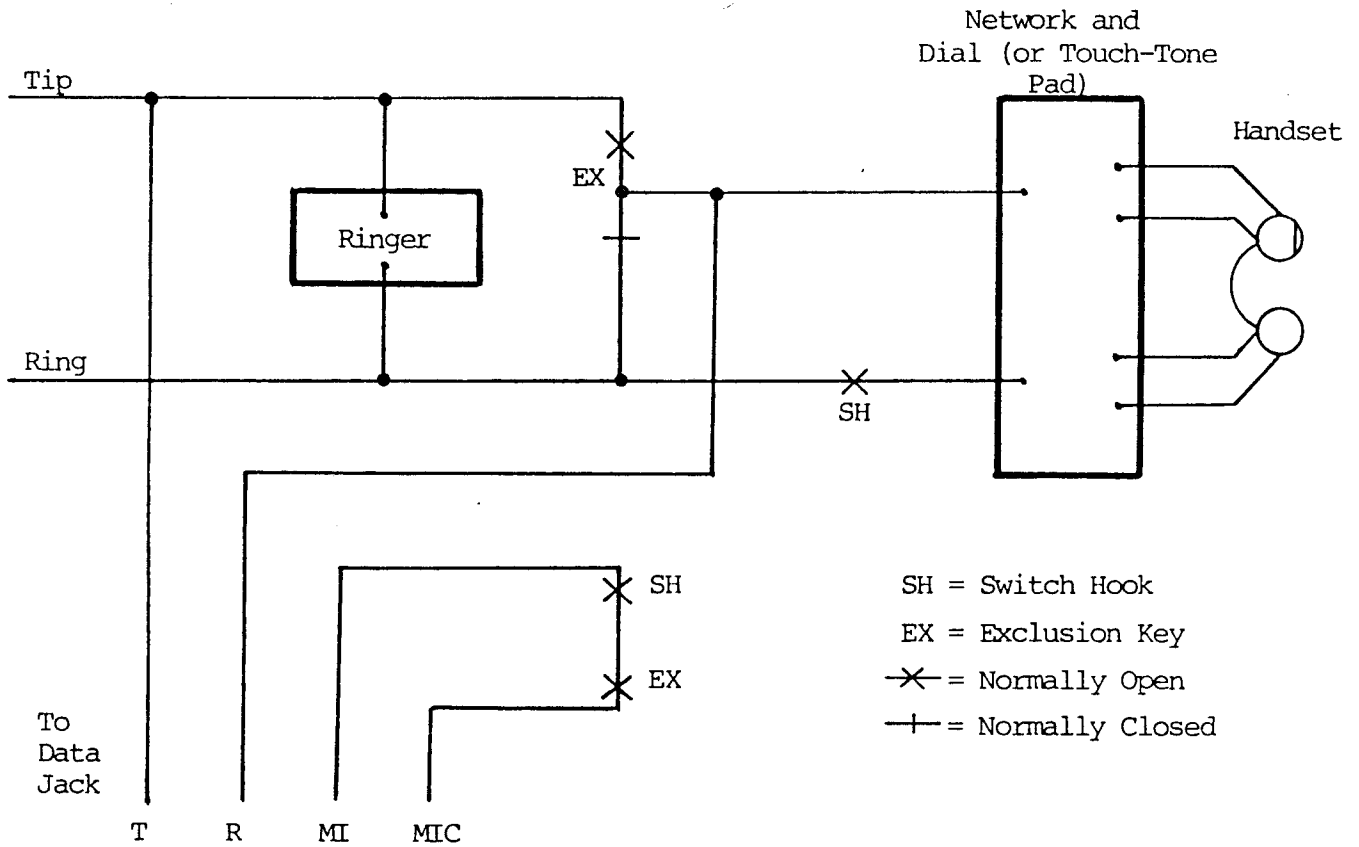 Network and
Dial (or Touch-Tone
Pad)
Tip
Handset
EX
Ringer
Ring
SH
SH
EX
SH = Switch Hook
EX = Exclusion Key
= Normally Open
= Normally Closed
To
Data
Jack
T R MI MIC